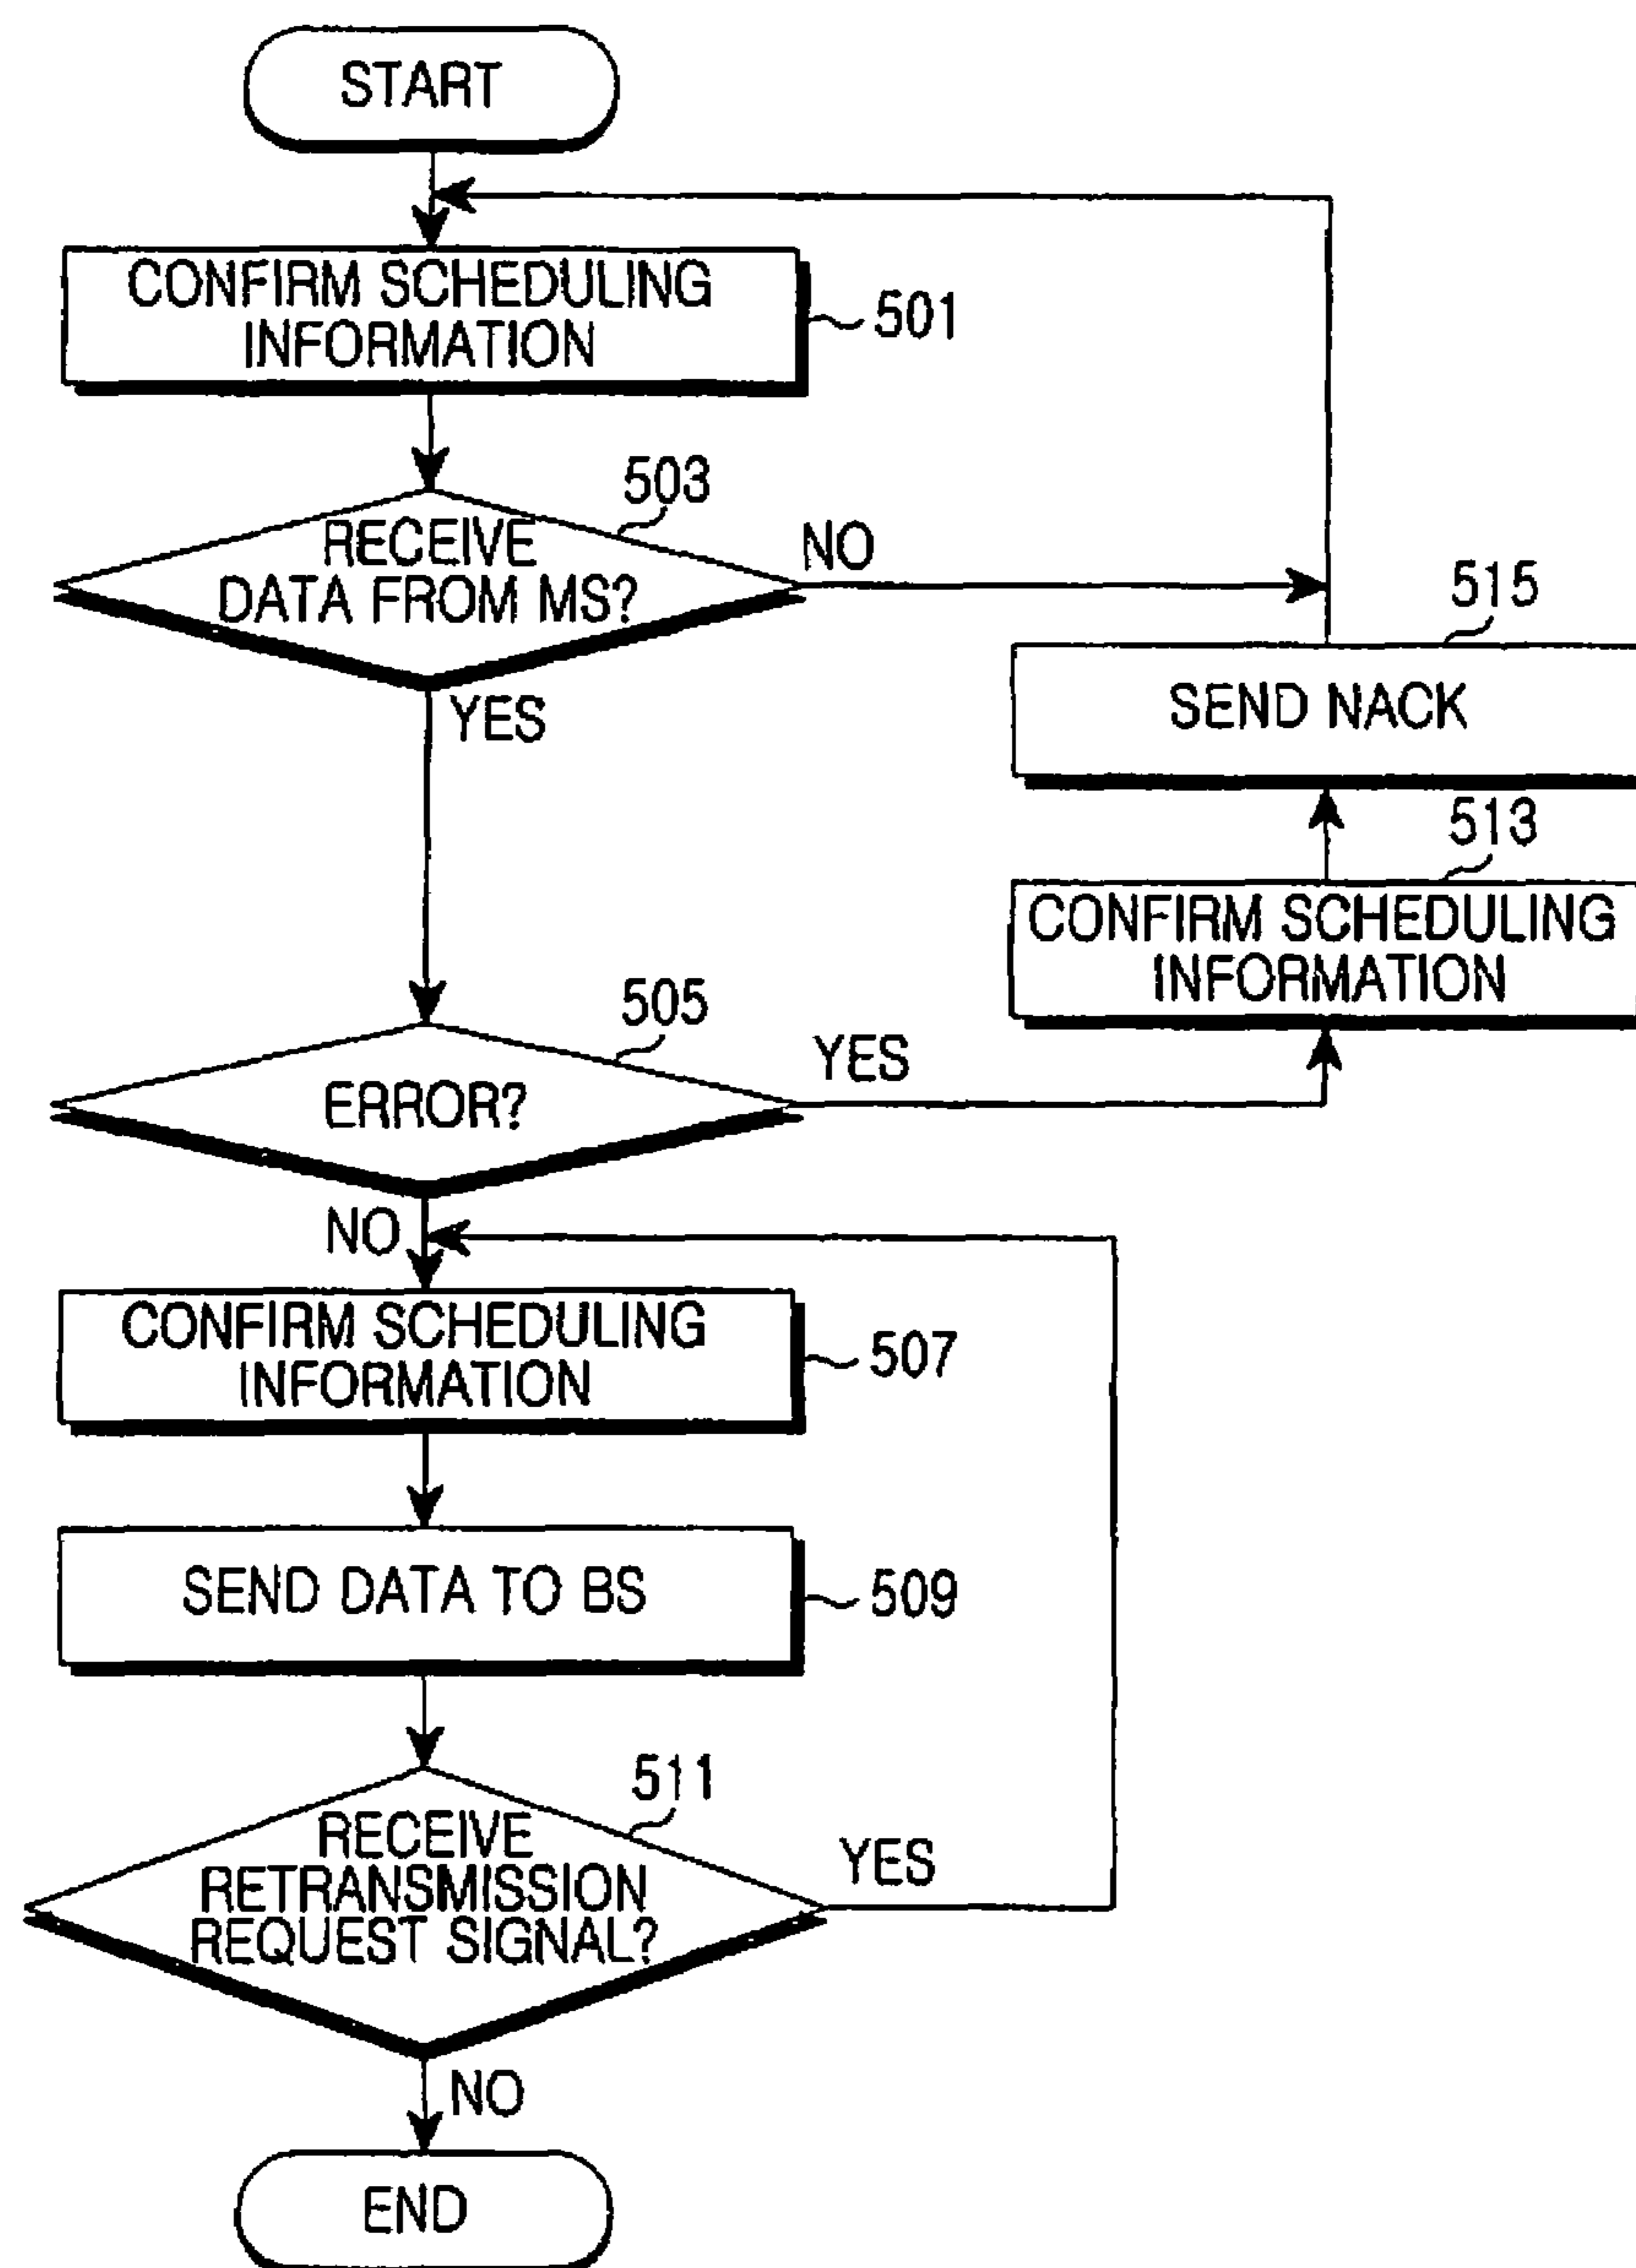 START
CONFIRM SCHEDULING
INFORMATION
501
503
RECEIVE
DATA FROM MS?
NO
YES
515
SEND NACK
513
CONFIRM SCHEDULING
INFORMATION
505
ERROR?
YES
NO
CONFIRM SCHEDULING
INFORMATION
507
SEND DATA TO BS
509
511
RECEIVE
RETRANSMISSION
REQUEST SIGNAL?
YES
NO
END